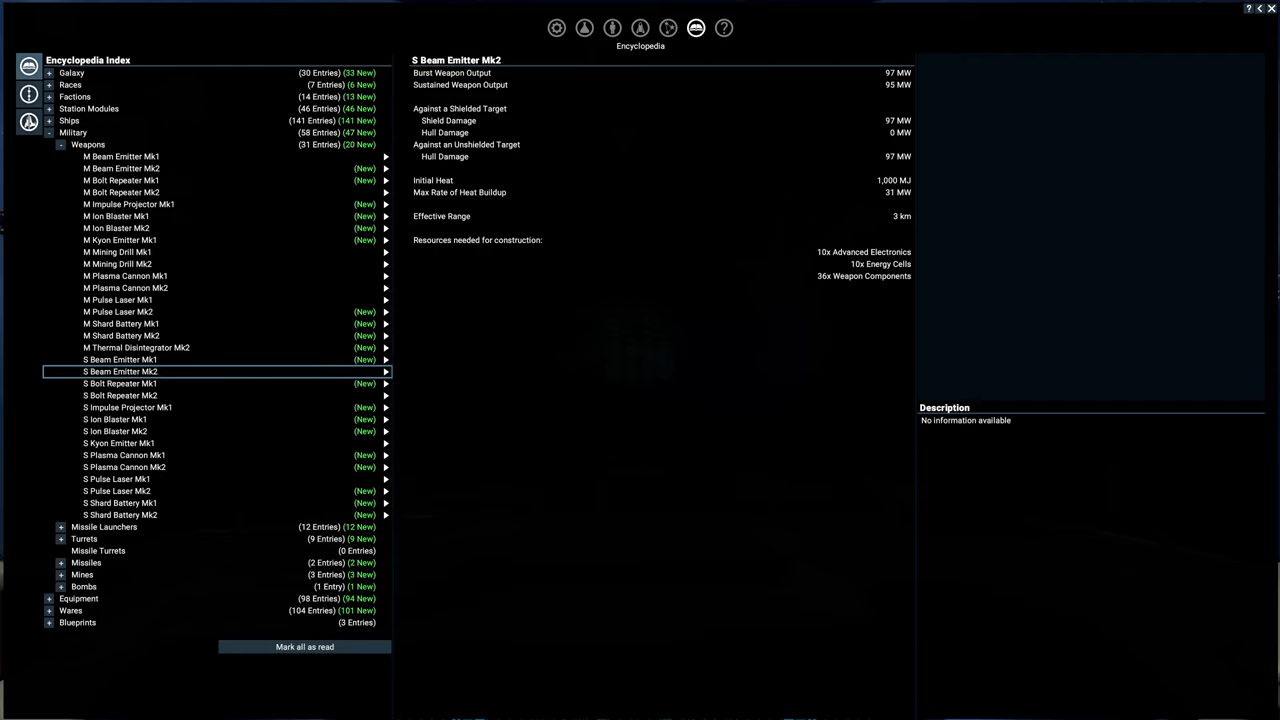 Encyclopedia
Encyclopedia Index
Galaxy (30 Entries) (33 New)
Races (7 Entries) (6 New)
Factions (14 Entries) (13 New)
Station Modules (46 Entries) (46 New)
Ships (141 Entries) (141 New)
Military (58 Entries) (47 New)
Weapons (31 Entries) (20 New)
M Beam Emitter Mk1
M Beam Emitter Mk2 (New)
M Bolt Repeater Mk1 (New)
M Bolt Repeater Mk2
M Impulse Projector Mk1 (New)
M Ion Blaster Mk1 (New)
M Ion Blaster Mk2 (New)
M Kyon Emitter Mk1 (New)
M Mining Drill Mk1
M Mining Drill Mk2
M Plasma Cannon Mk1
M Plasma Cannon Mk2
M Pulse Laser Mk1
M Pulse Laser Mk2 (New)
M Shard Battery Mk1 (New)
M Shard Battery Mk2 (New)
M Thermal Disintegrator Mk2 (New)
S Beam Emitter Mk1 (New)
S Beam Emitter Mk2
S Bolt Repeater Mk1 (New)
S Bolt Repeater Mk2
S Impulse Projector Mk1 (New)
S Ion Blaster Mk1 (New)
S Ion Blaster Mk2 (New)
S Kyon Emitter Mk1
S Plasma Cannon Mk1 (New)
S Plasma Cannon Mk2 (New)
S Pulse Laser Mk1
S Pulse Laser Mk2 (New)
S Shard Battery Mk1 (New)
S Shard Battery Mk2 (New)
Missile Launchers (12 Entries) (12 New)
Turrets (9 Entries) (9 New)
Missile Turrets (0 Entries)
Missiles (2 Entries) (2 New)
Mines (3 Entries) (3 New)
Bombs (1 Entry) (1 New)
Equipment (98 Entries) (94 New)
Wares (104 Entries) (101 New)
Blueprints (3 Entries)
Mark all as read
S Beam Emitter Mk2
Burst Weapon Output 97 MW
Sustained Weapon Output 95 MW
Against a Shielded Target
Shield Damage 97 MW
Hull Damage 0 MW
Against an Unshielded Target
Hull Damage 97 MW
Initial Heat 1,000 MJ
Max Rate of Heat Buildup 31 MW
Effective Range 3 km
Resources needed for construction:
10x Advanced Electronics
10x Energy Cells
36x Weapon Components
Description
No information available